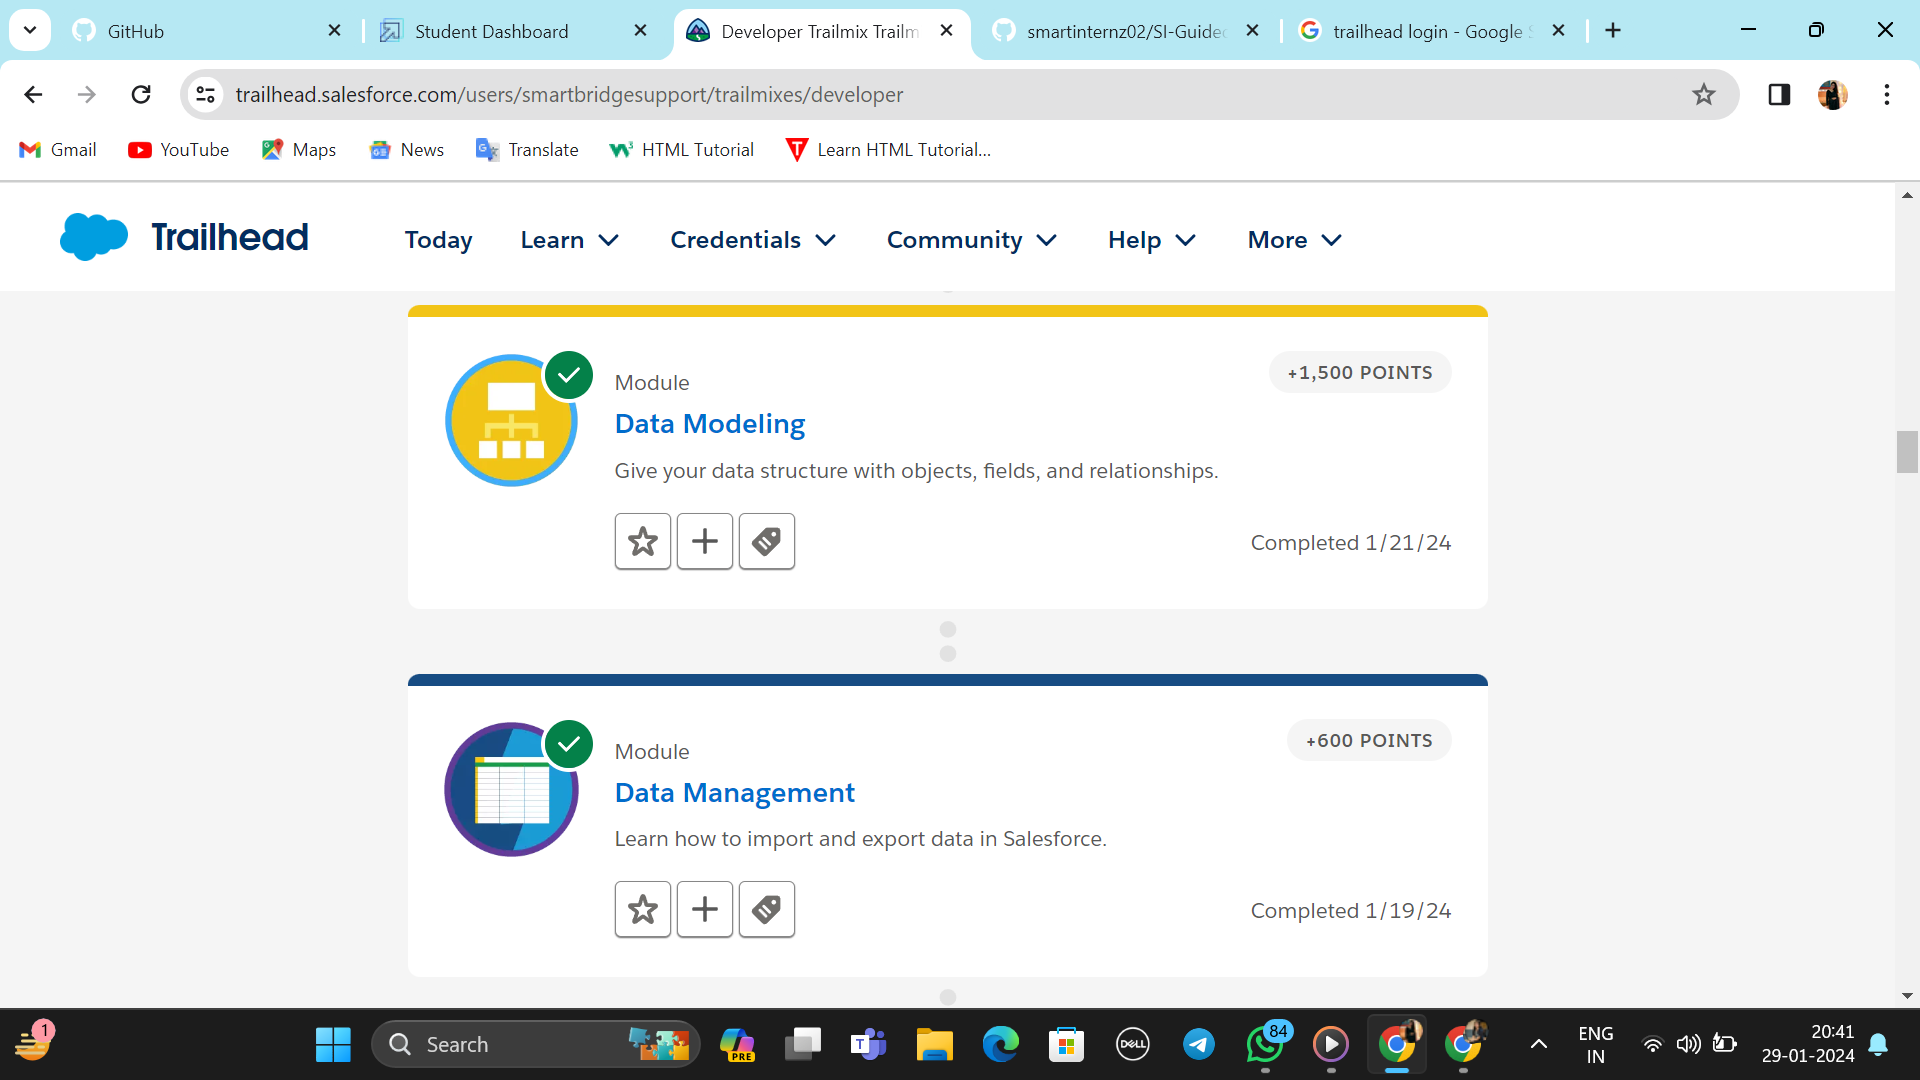 GitHub
Student Dashboard
Developer Trailmix Trailm
smartinternz02/SI-Guided
trailhead login - Google S
trailhead.salesforce.com/users/smartbridgesupport/trailmixes/developer
Gmail
YouTube
Maps
News
Translate
HTML Tutorial
Learn HTML Tutorial...
Trailhead
Today
Learn
Credentials
Community
Help
More
+1,500 POINTS
Module
Data Modeling
Give your data structure with objects, fields, and relationships.
Completed 1/21/24
+600 POINTS
Module
Data Management
Learn how to import and export data in Salesforce.
Completed 1/19/24
1
Search
PRE
T
DELL
84
ENG
IN
20:41
29-01-2024